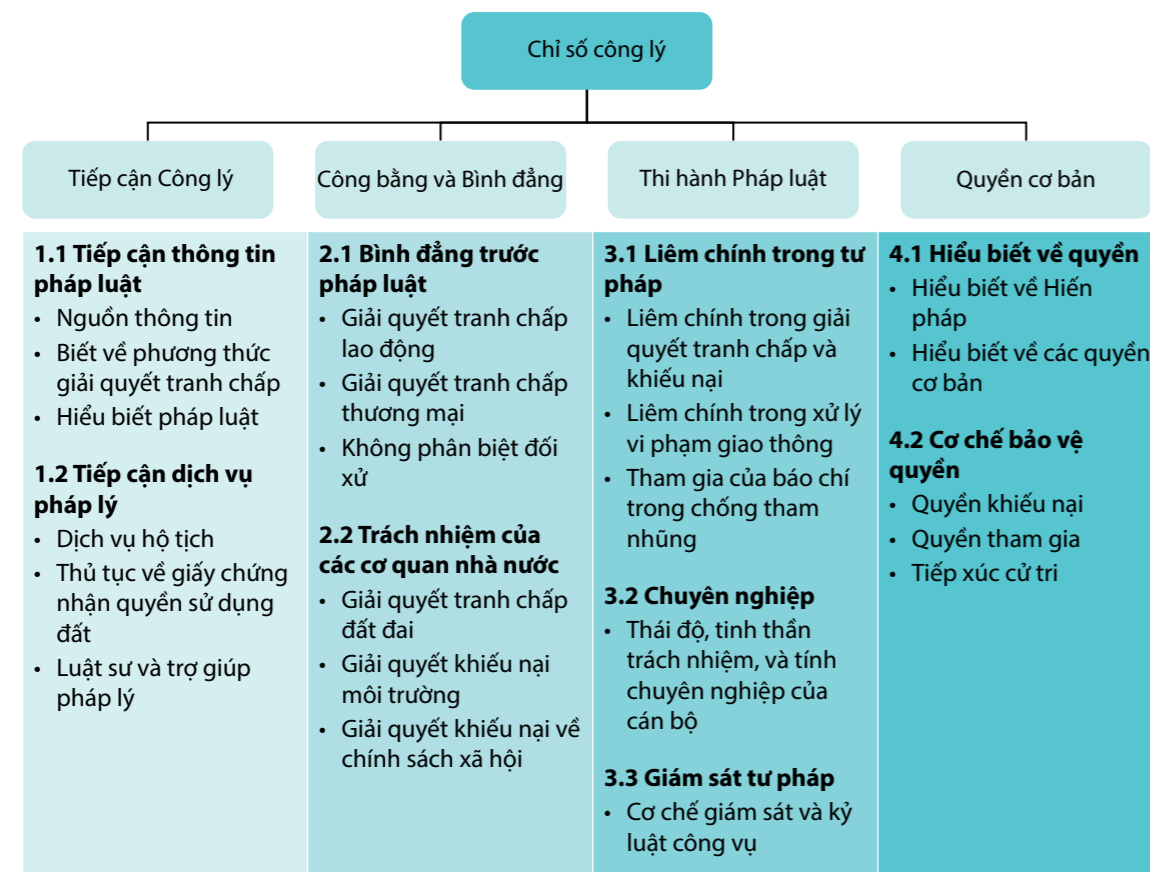 Chỉ số công lý
Tiếp cận Công lý
Công bằng và Bình đẳng
Thi hành Pháp luật
Quyền cơ bản
1.1 Tiếp cận thông tin
pháp luật
• Nguồn thông tin
• Biết về phương thức
giải quyết tranh chấp
• Hiểu biết pháp luật
1.2 Tiếp cận dịch vụ
pháp lý
• Dịch vụ hộ tịch
• Thủ tục về giấy chứng
nhận quyền sử dụng
đất
• Luật sư và trợ giúp
pháp lý
2.1 Bình đẳng trước
pháp luật
• Giải quyết tranh chấp
lao động
• Giải quyết tranh chấp
thương mại
• Không phân biệt đối
xử
2.2 Trách nhiệm của
các cơ quan nhà nước
• Giải quyết tranh chấp
đất đai
• Giải quyết khiếu nại
môi trường
• Giải quyết khiếu nại về
chính sách xã hội
3.1 Liêm chính trong tư
pháp
• Liêm chính trong giải
quyết tranh chấp và
khiếu nại
• Liêm chính trong xử lý
vi phạm giao thông
• Tham gia của báo chí
trong chống tham
nhũng
3.2 Chuyên nghiệp
• Thái độ, tinh thần
trách nhiệm, và tính
chuyên nghiệp của
cán bộ
3.3 Giám sát tư pháp
• Cơ chế giám sát và kỷ
luật công vụ
4.1 Hiểu biết về quyền
• Hiểu biết về Hiến
pháp
• Hiểu biết về các quyền
cơ bản
4.2 Cơ chế bảo vệ
quyền
• Quyền khiếu nại
• Quyền tham gia
• Tiếp xúc cử tri